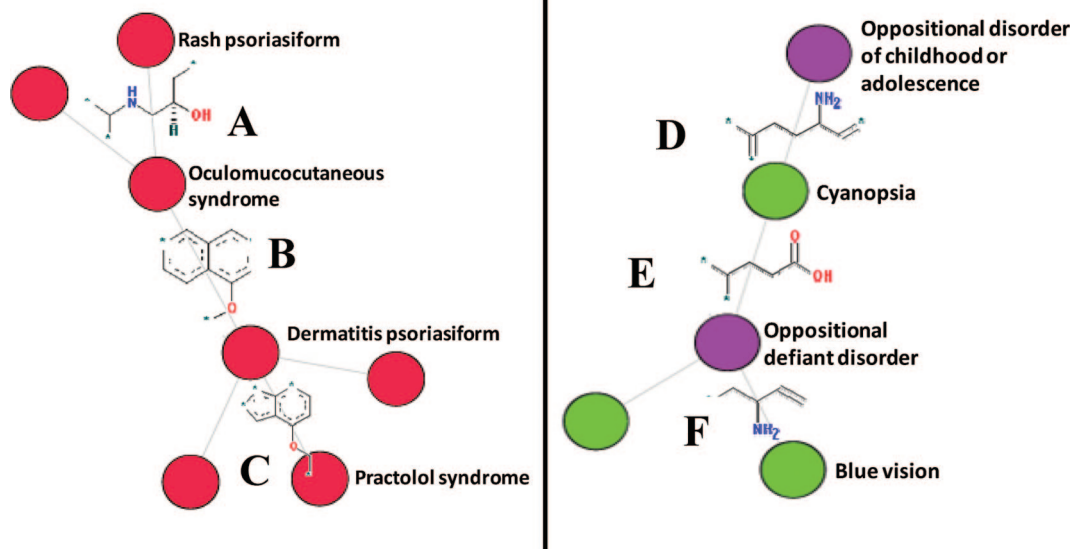 Rash psoriasiform
H
N
OH
H
A
Oculomucocutaneous
syndrome
B
O
Dermatitis psoriasiform
O
C
Practolol syndrome
Oppositional disorder
of childhood or
adolescence
NH2
D
Cyanopsia
E
O
OH
Oppositional
defiant disorder
F
NH2
Blue vision